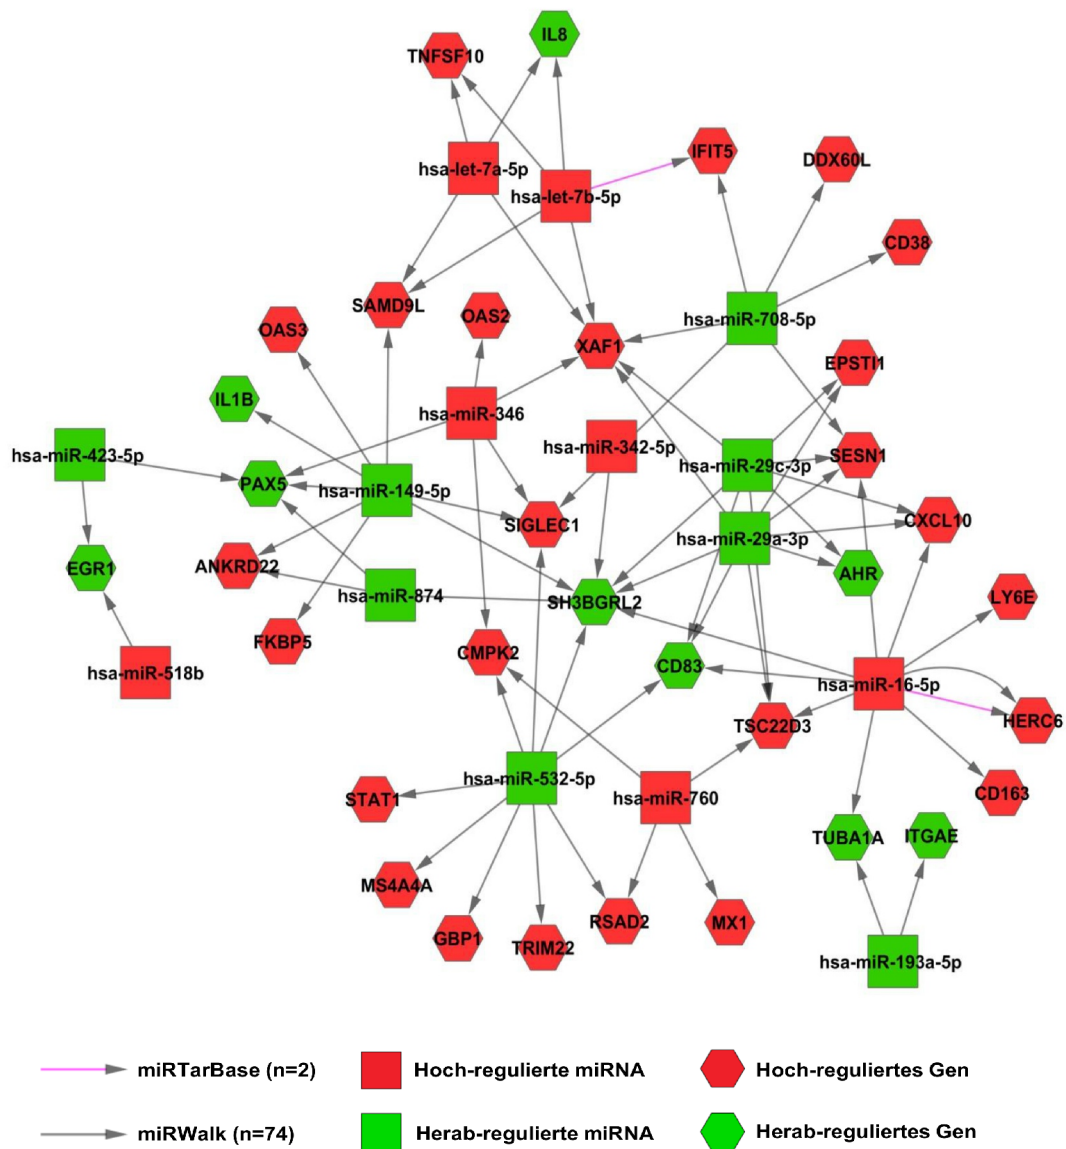 IL8
TNFSF10
IFIT5
DDX60L
hsa-let-7a-5p
hsa-let-7b-5p
CD38
SAMD9L
OAS2
OAS3
hsa-miR-708-5p
XAF1
EPSTI1
IL1B
hsa-miR-346
hsa-miR-342-5p
hsa-miR-423-5p
SESN1
hsa-miR-29c-3p
PAX5
hsa-miR-149-5p
SIGLEC1
CXCL10
hsa-miR-29a-3p
EGR1
ANKRD22
AHR
hsa-miR-874
SH3BGRL2
LY6E
FKBP5
CMPK2
CD83
hsa-miR-518b
hsa-miR-16-5p
HERC6
TSC22D3
hsa-miR-532-5p
STAT1
hsa-miR-760
CD163
TUBA1A
ITGAE
MS4A4A
RSAD2
MX1
GBP1
TRIM22
hsa-miR-193a-5p
miRTarBase (n=2)
Hoch-regulierte miRNA
Hoch-reguliertes Gen
miRWalk (n=74)
Herab-regulierte miRNA
Herab-reguliertes Gen